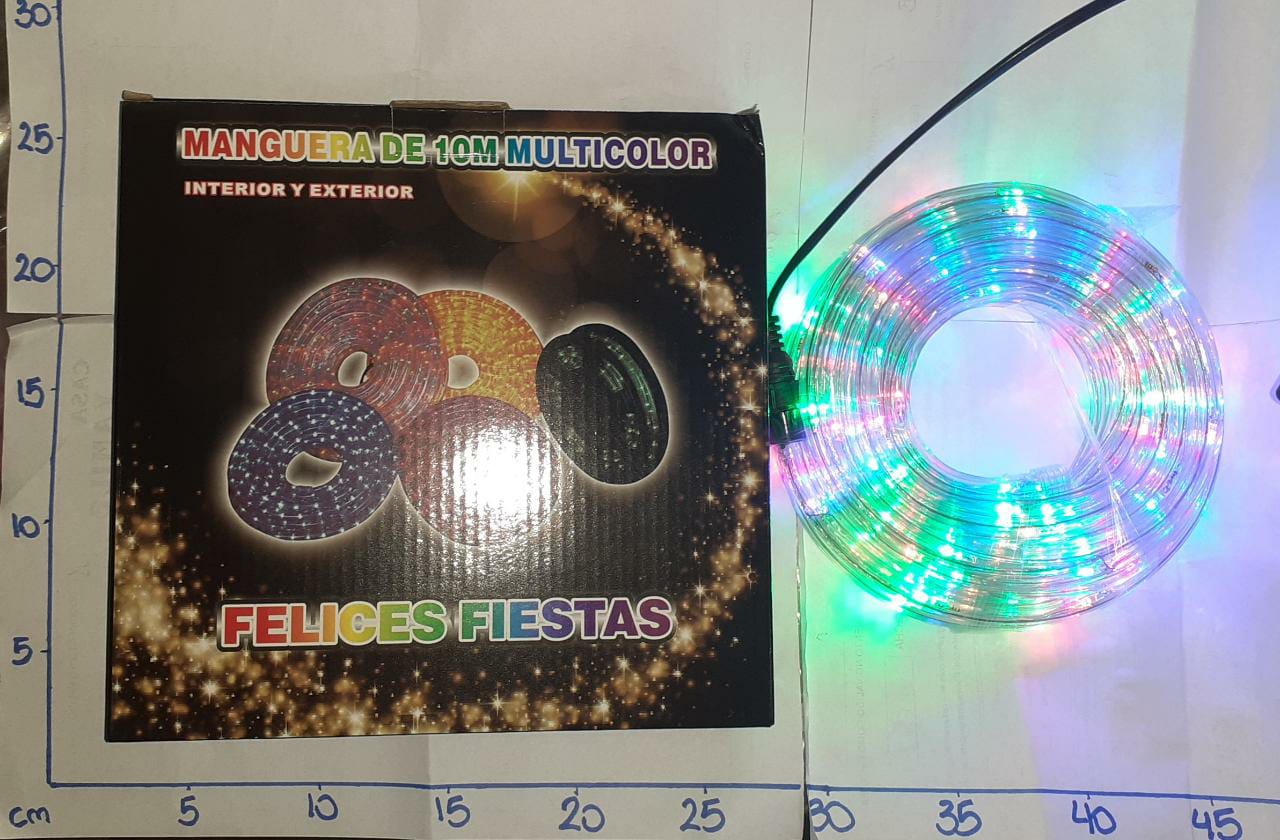 30
25
MANGUERA DE 10M MULTICOLOR
INTERIOR Y EXTERIOR
20
15
10
FELICES FIESTAS
5
cm 5 10 15 20 25 30 35 40 45